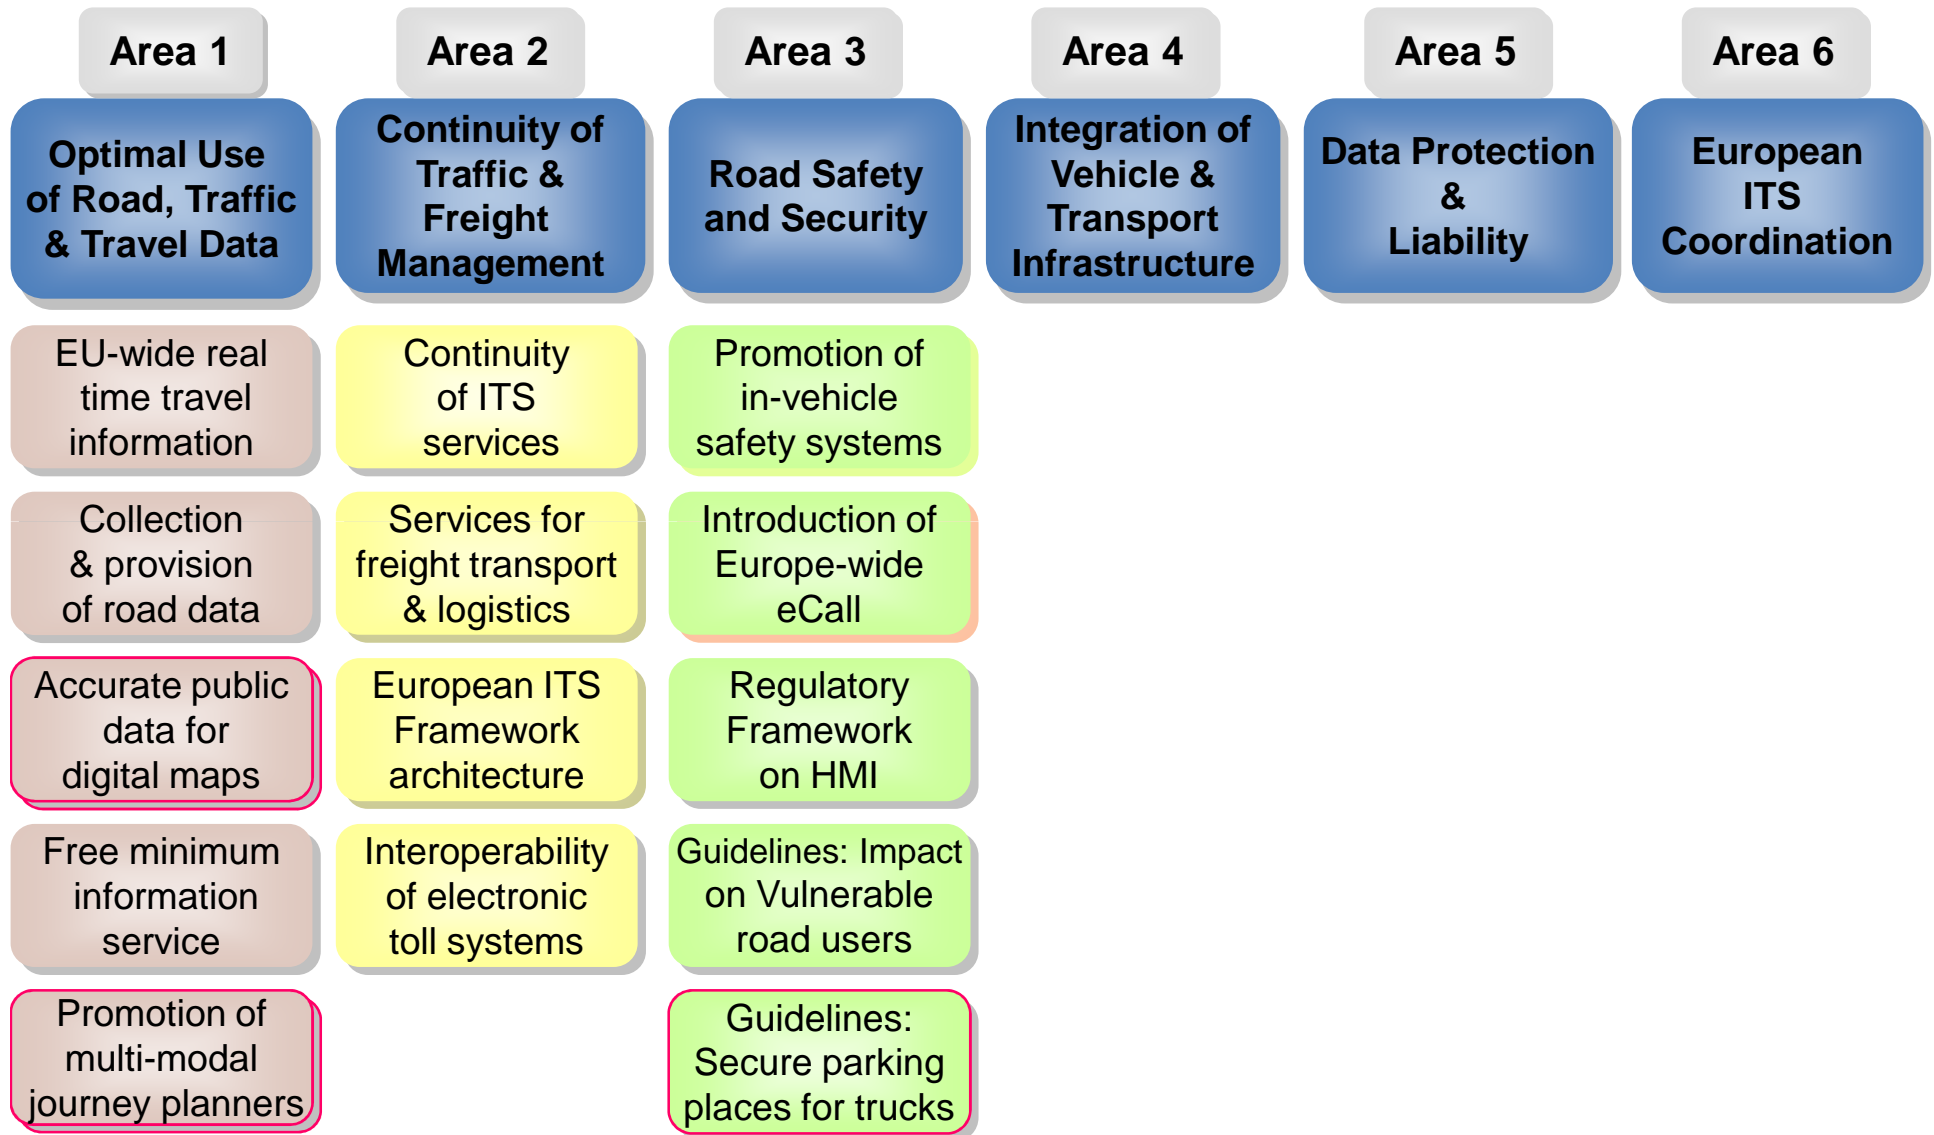 Area 1
Optimal Use
of Road, Traffic
& Travel Data
EU-wide real
time travel
information
Collection
& provision
of road data
Accurate public
data for
digital maps
Free minimum
information
service
Promotion of
multi-modal
journey planners
Area 2
Continuity of
Traffic &
Freight
Management
Continuity
of ITS
services
Services for
freight transport
& logistics
European ITS
Framework
architecture
Interoperability
of electronic
toll systems
Area 3
Road Safety
and Security
Promotion of
in-vehicle
safety systems
Introduction of
Europe-wide
eCall
Regulatory
Framework
on HMI
Guidelines: Impact
on Vulnerable
road users
Guidelines:
Secure parking
places for trucks
Area 4
Integration of
Vehicle &
Transport
Infrastructure
Area 5
Data Protection
&
Liability
Area 6
European
ITS
Coordination